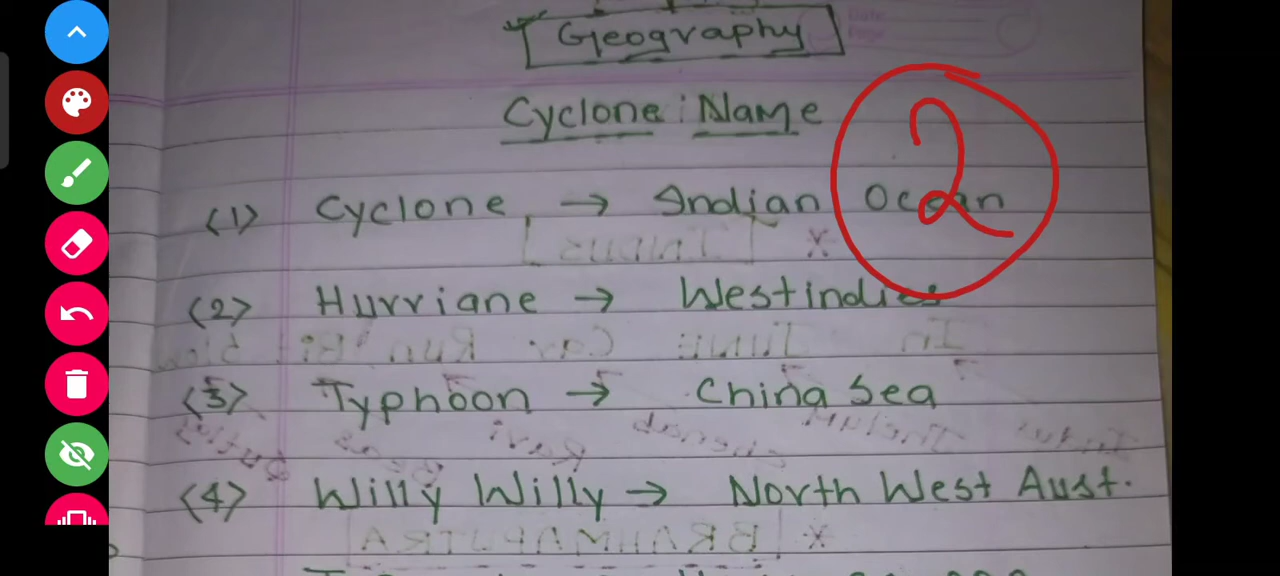 Geography
Cyclone Name
2
(1) Cyclone → Indian Ocean
(2) Hurriane → Westindies
(3) Typhoon → China Sea
(4) Willy Willy → North West Aust.